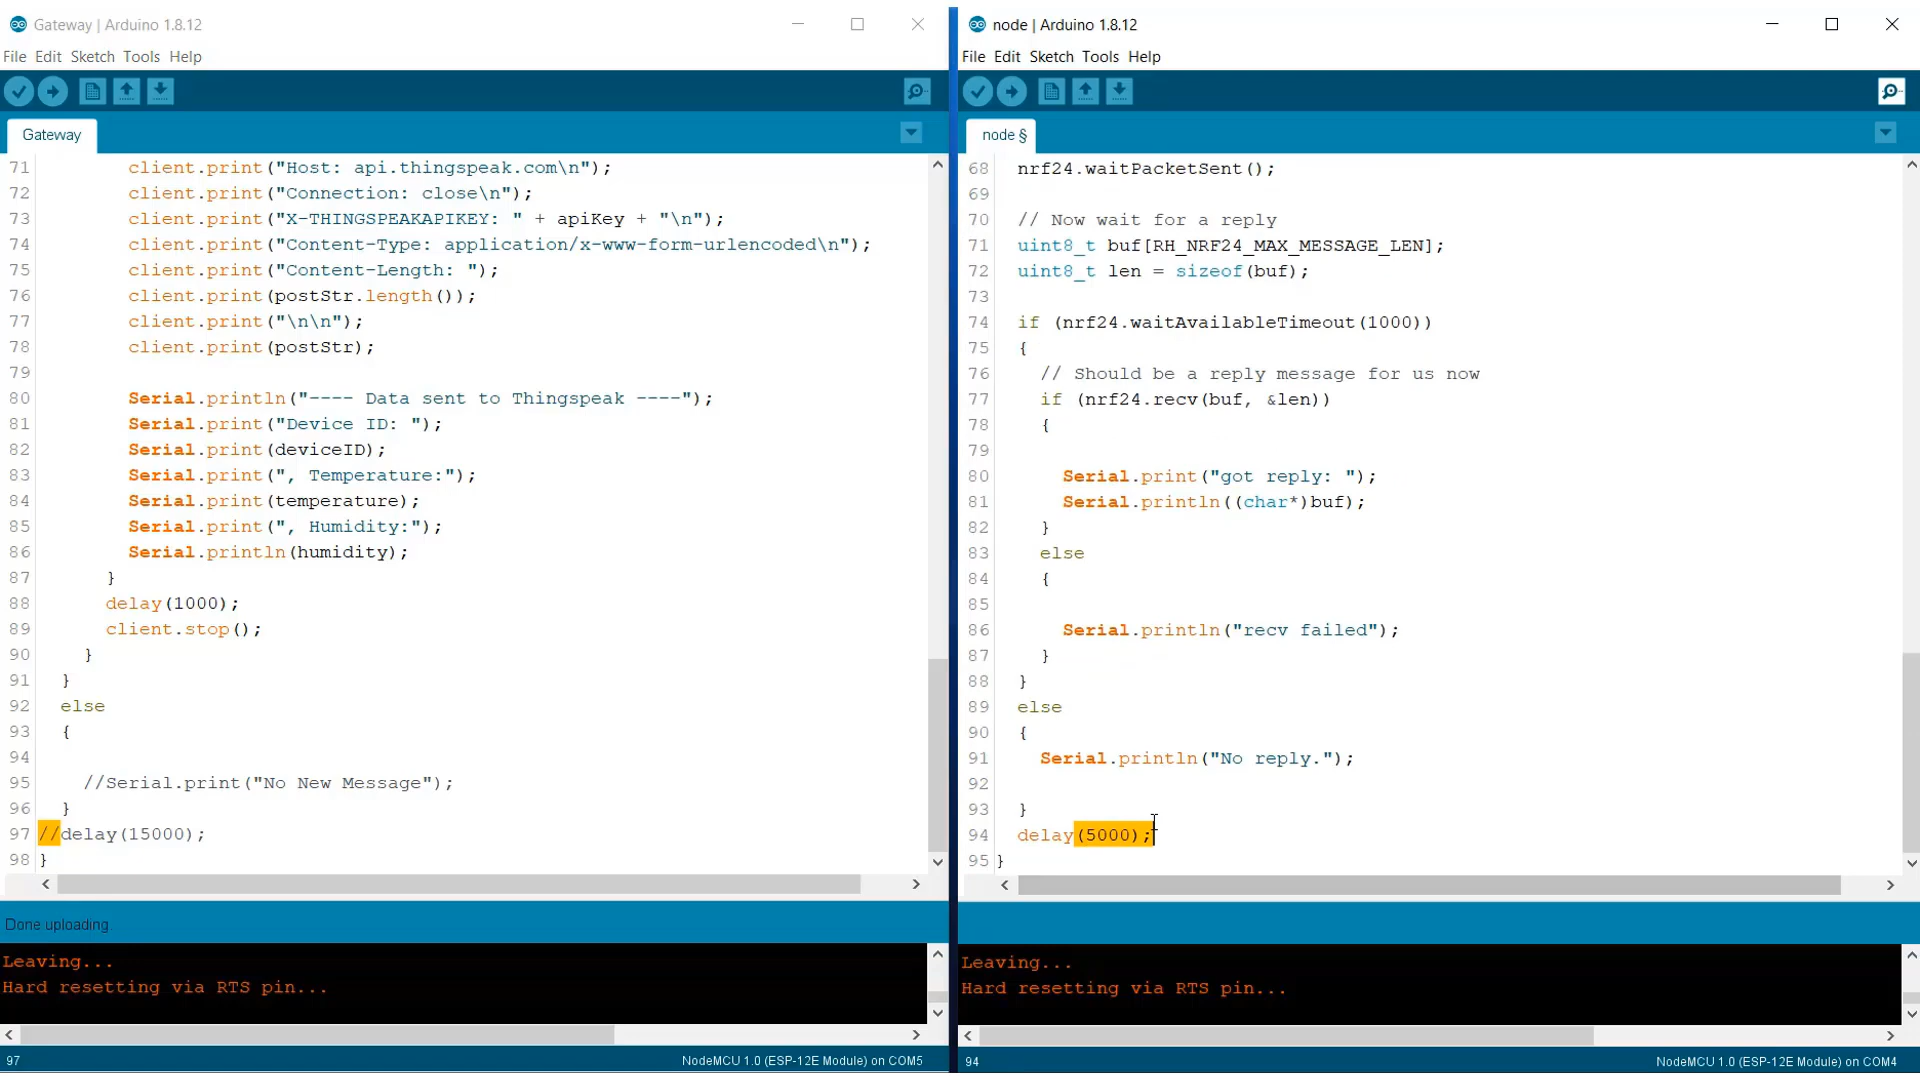 Gateway | Arduino 1.8.12
File Edit Sketch Tools Help
Gateway
71 client.print("Host: api.thingspeak.com\n");
72 client.print("Connection: close\n");
73 client.print("X-THINGSPEAKAPIKEY: " + apiKey + "\n");
74 client.print("Content-Type: application/x-www-form-urlencoded\n");
75 client.print("Content-Length: ");
76 client.print(postStr.length());
77 client.print("\n\n");
78 client.print(postStr);
79
80 Serial.println("---- Data sent to Thingspeak ----");
81 Serial.print("Device ID: ");
82 Serial.print(deviceID);
83 Serial.print(", Temperature:");
84 Serial.print(temperature);
85 Serial.print(", Humidity:");
86 Serial.println(humidity);
87 }
88 delay(1000);
89 client.stop();
90 }
91 }
92 else
93 {
94
95 //Serial.print("No New Message");
96 }
97 //delay(15000);
98 }
Done uploading.
Leaving...
Hard resetting via RTS pin...
97 NodeMCU 1.0 (ESP-12E Module) on COM5
node | Arduino 1.8.12
File Edit Sketch Tools Help
node §
68 nrf24.waitPacketSent();
69
70 // Now wait for a reply
71 uint8_t buf[RH_NRF24_MAX_MESSAGE_LEN];
72 uint8_t len = sizeof(buf);
73
74 if (nrf24.waitAvailableTimeout(1000))
75 {
76 // Should be a reply message for us now
77 if (nrf24.recv(buf, &len))
78 {
79
80 Serial.print("got reply: ");
81 Serial.println((char*)buf);
82 }
83 else
84 {
85
86 Serial.println("recv failed");
87 }
88 }
89 else
90 {
91 Serial.println("No reply.");
92
93 }
94 delay(5000);
95 }
Leaving...
Hard resetting via RTS pin...
94 NodeMCU 1.0 (ESP-12E Module) on COM4